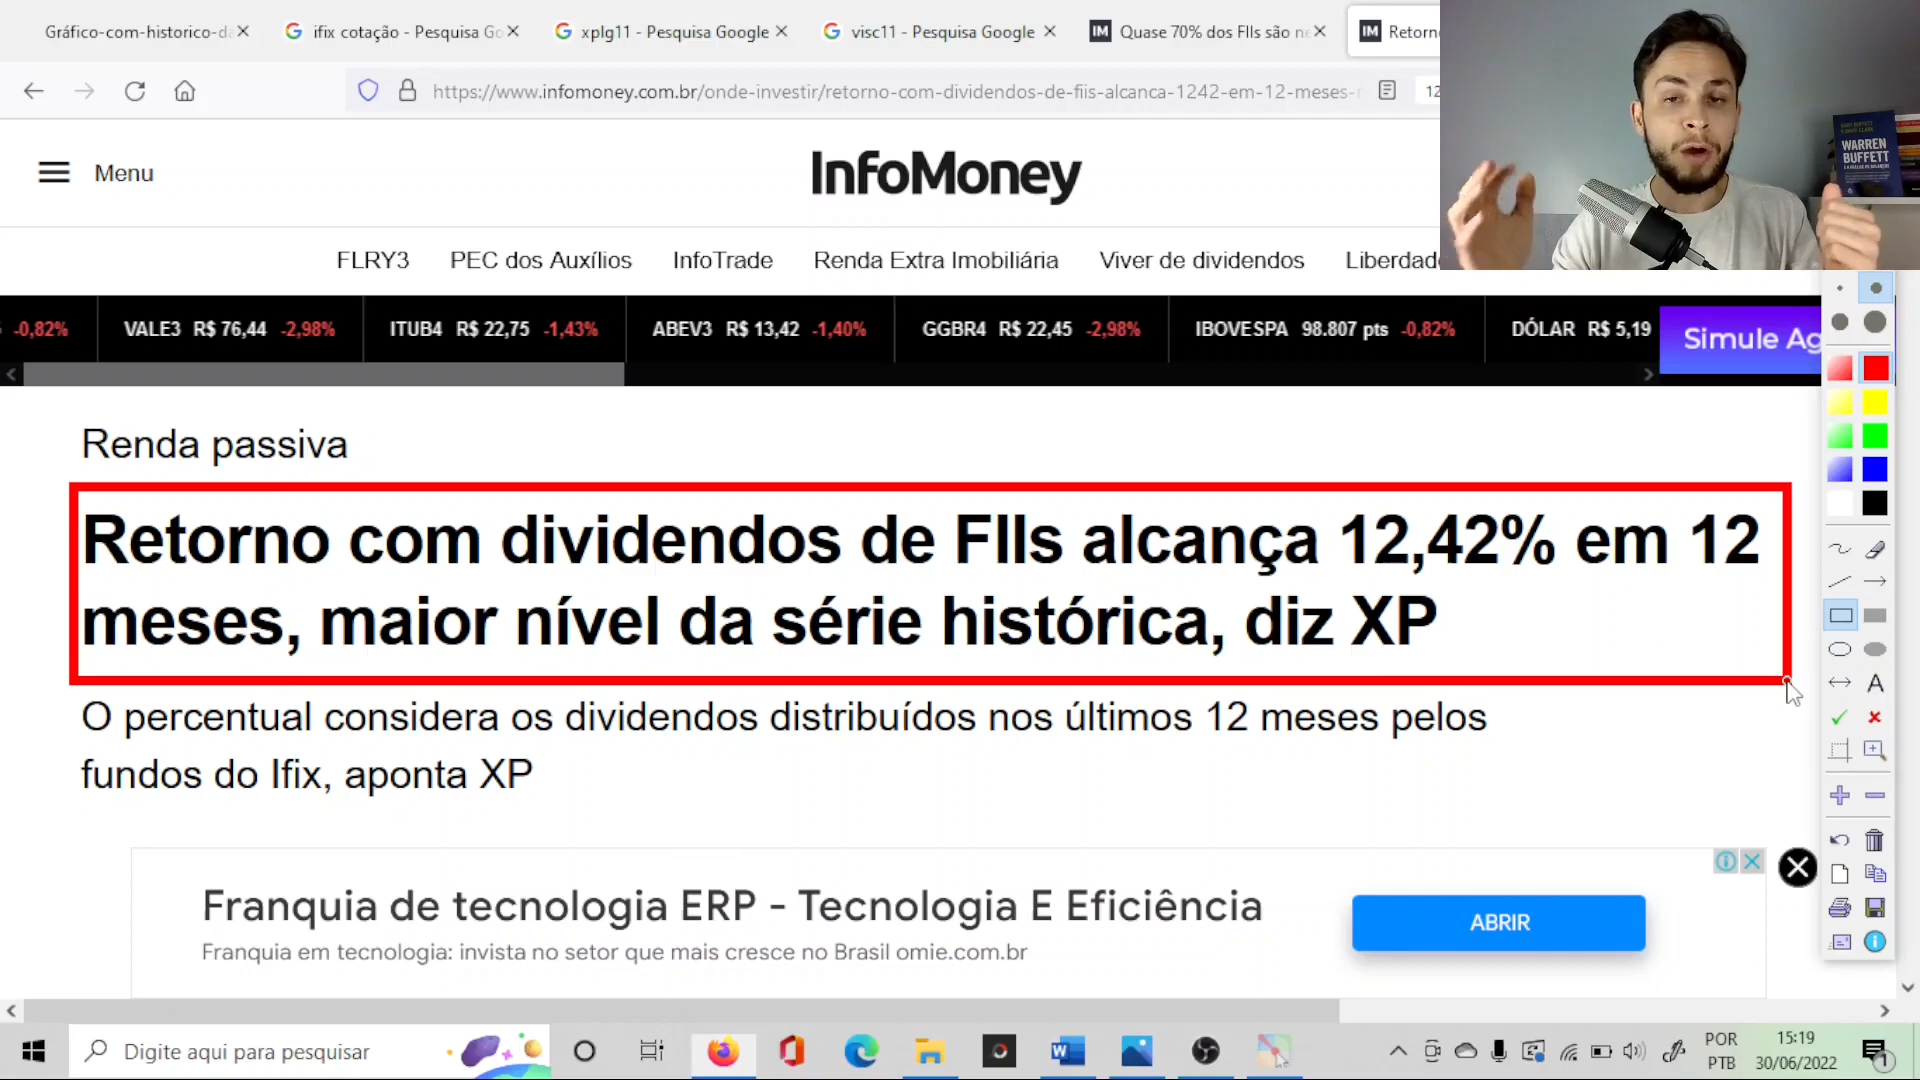 Gráfico-com-historico-d
ifix cotação - Pesquisa Go
xplg11 - Pesquisa Google
visc11 - Pesquisa Google
IM
Quase 70% dos FIIs são ne
IM
Retorn
https://www.infomoney.com.br/onde-investir/retorno-com-dividendos-de-fiis-alcanca-1242-em-12-meses-
12
WARREN
BUFFETT
Menu
InfoMoney
FLRY3
PEC dos Auxílios
InfoTrade
Renda Extra Imobiliária
Viver de dividendos
Liberdade
-0,82%
VALE3 R$ 76,44 -2,98%
ITUB4 R$ 22,75 -1,43%
ABEV3 R$ 13,42 -1,40%
GGBR4 R$ 22,45 -2,98%
IBOVESPA 98.807 pts -0,82%
DÓLAR R$ 5,19
Simule Ag
Renda passiva
Retorno com dividendos de FIIs alcança 12,42% em 12
meses, maior nível da série histórica, diz XP
O percentual considera os dividendos distribuídos nos últimos 12 meses pelos
fundos do Ifix, aponta XP
Franquia de tecnologia ERP - Tecnologia E Eficiência
Franquia em tecnologia: invista no setor que mais cresce no Brasil omie.com.br
ABRIR
Digite aqui para pesquisar
POR
PTB
15:19
30/06/2022
1